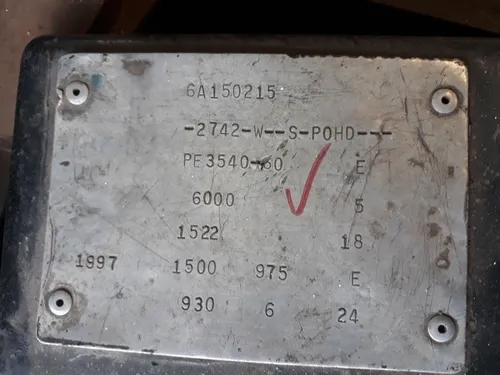 6A150215
-2742-W--S-POHD---
PE3540-60 E
6000 5
1522 18
1997 1500 975 E
930 6 24